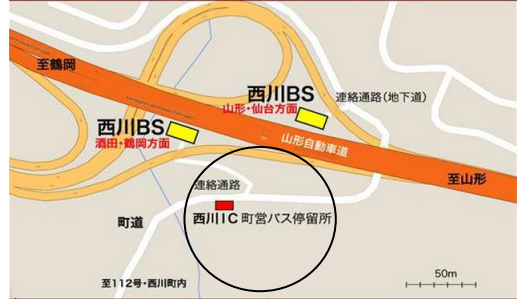 至鶴岡
西川BS
山形・仙台方面
連絡通路(地下道)
西川BS
酒田・鶴岡方面
山形自動車道
至山形
連絡通路
町道
西川IC 町営バス停留所
至112号・西川町内
50m